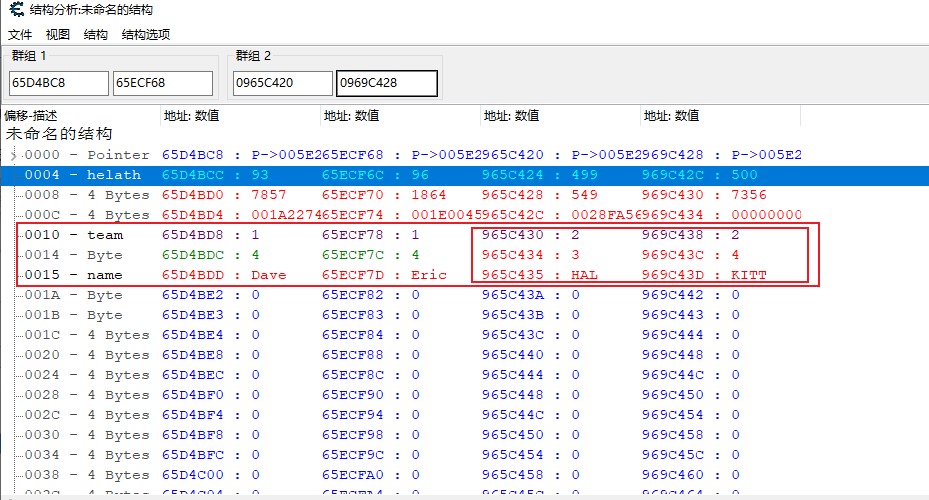 结构分析:未命名的结构
文件 视图 结构 结构选项
群组 1 群组 2
65D4BC8 65ECF68 0965C420 0969C428
偏移-描述 地址: 数值 地址: 数值 地址: 数值 地址: 数值
未命名的结构
0000 - Pointer 65D4BC8 : P->005E2 65ECF68 : P->005E2 965C420 : P->005E2 969C428 : P->005E2
0004 - helath 65D4BCC : 93 65ECF6C : 96 965C424 : 499 969C42C : 500
0008 - 4 Bytes 65D4BD0 : 7857 65ECF70 : 1864 965C428 : 549 969C430 : 7356
000C - 4 Bytes 65D4BD4 : 001A2274 65ECF74 : 001E0045 965C42C : 0028FA56 969C434 : 00000000
0010 - team 65D4BD8 : 1 65ECF78 : 1 965C430 : 2 969C438 : 2
0014 - Byte 65D4BDC : 4 65ECF7C : 4 965C434 : 3 969C43C : 4
0015 - name 65D4BDD : Dave 65ECF7D : Eric 965C435 : HAL 969C43D : KITT
001A - Byte 65D4BE2 : 0 65ECF82 : 0 965C43A : 0 969C442 : 0
001B - Byte 65D4BE3 : 0 65ECF83 : 0 965C43B : 0 969C443 : 0
001C - 4 Bytes 65D4BE4 : 0 65ECF84 : 0 965C43C : 0 969C444 : 0
0020 - 4 Bytes 65D4BE8 : 0 65ECF88 : 0 965C440 : 0 969C448 : 0
0024 - 4 Bytes 65D4BEC : 0 65ECF8C : 0 965C444 : 0 969C44C : 0
0028 - 4 Bytes 65D4BF0 : 0 65ECF90 : 0 965C448 : 0 969C450 : 0
002C - 4 Bytes 65D4BF4 : 0 65ECF94 : 0 965C44C : 0 969C454 : 0
0030 - 4 Bytes 65D4BF8 : 0 65ECF98 : 0 965C450 : 0 969C458 : 0
0034 - 4 Bytes 65D4BFC : 0 65ECF9C : 0 965C454 : 0 969C45C : 0
0038 - 4 Bytes 65D4C00 : 0 65ECFA0 : 0 965C458 : 0 969C460 : 0